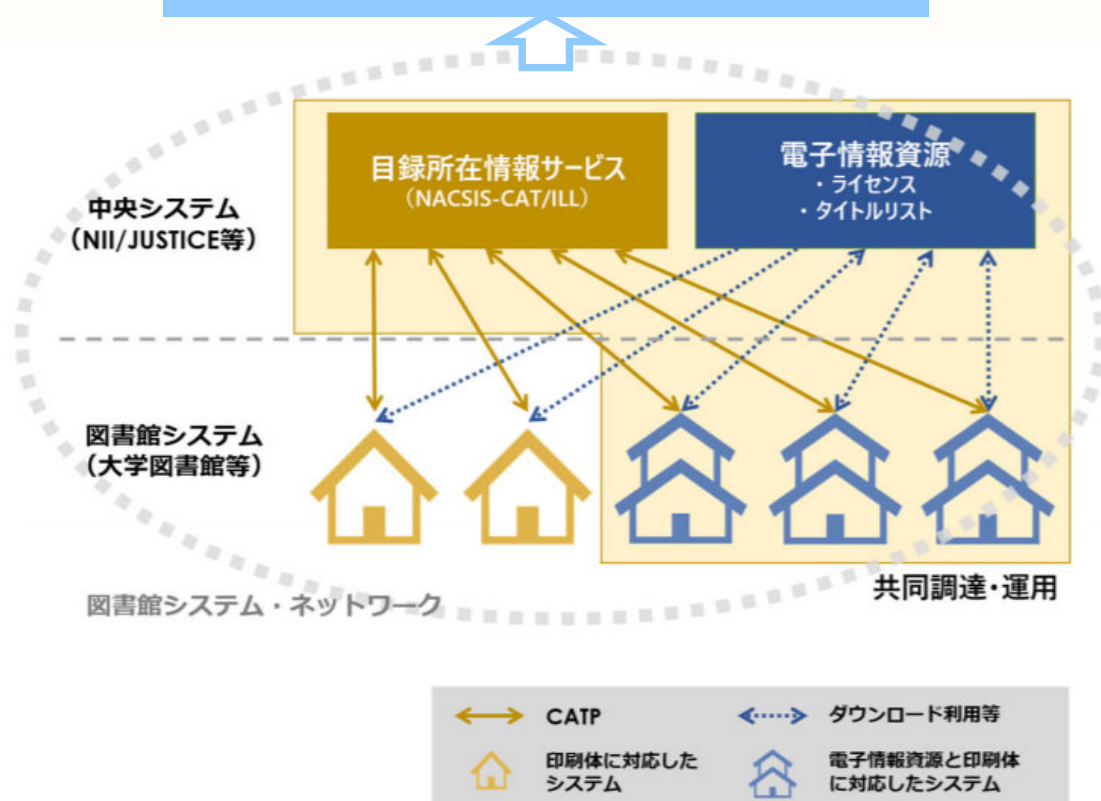 目録所在情報サービス
（NACSIS-CAT/ILL）
電子情報資源
・ライセンス
・タイトルリスト
中央システム
（NII/JUSTICE等）
図書館システム
（大学図書館等）
共同調達・運用
図書館システム・ネットワーク
CATP
ダウンロード利用等
印刷体に対応した
システム
電子情報資源と印刷体
に対応したシステム